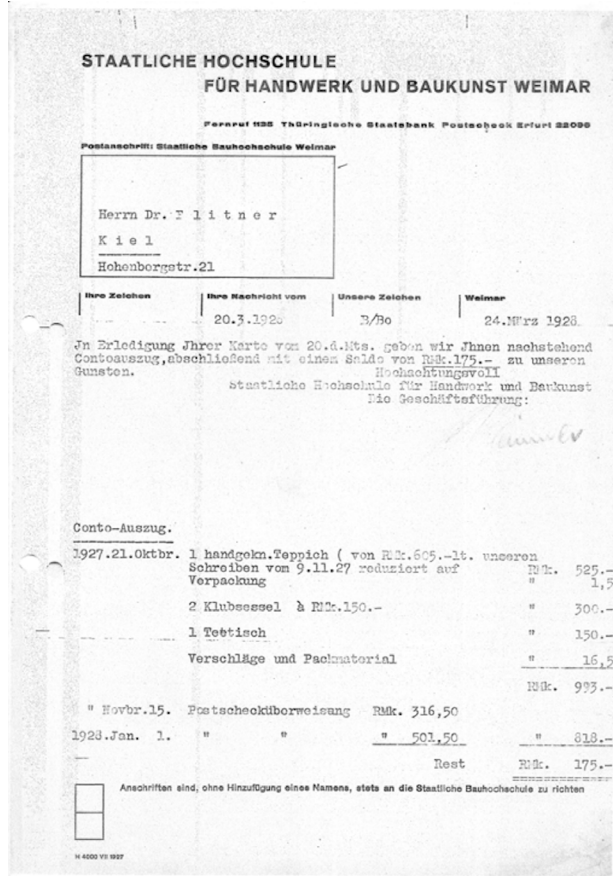 STAATLICHE HOCHSCHULE
FÜR HANDWERK UND BAUKUNST WEIMAR
Fernruf 1135 Thüringische Staatsbank Postscheck Erfurt 22096
Postanschrift: Staatliche Bauhochschule Weimar
Herrn Dr. F l i t n e r
K i e l
Hohenborgstr.21
Ihre Zeichen Ihre Nachricht vom Unsere Zeichen Weimar
20.3.1928 B/Bo 24.März 1928.
Jn Erledigung Jhrer Karte vom 20.d.Mts. geben wir Jhnen nachstehend
Contoauszug,abschließend mit einen Saldo von RMk.175.- zu unseren
Gunsten. Hochachtungsvoll
Staatliche Hochschule für Handwerk und Baukunst
Die Geschäftsführung:
Conto-Auszug.
1927.21.Oktbr. 1 handgekn.Teppich ( von RMk.605.-lt. unseren
Schreiben vom 9.11.27 reduziert auf RMk. 525.-
Verpackung " 1,5
2 Klubsessel à RMk.150.- " 300.-
1 Teetisch " 150.-
Verschläge und Packmaterial " 16,5
RMk. 993.-
" Novbr.15. Postschecküberweisung RMk. 316,50
1928.Jan. 1. " " " 501,50 " 818.-
Rest RMk. 175.-
Anschriften sind, ohne Hinzufügung eines Namens, stets an die Staatliche Bauhochschule zu richten
H 4000 VII 1927